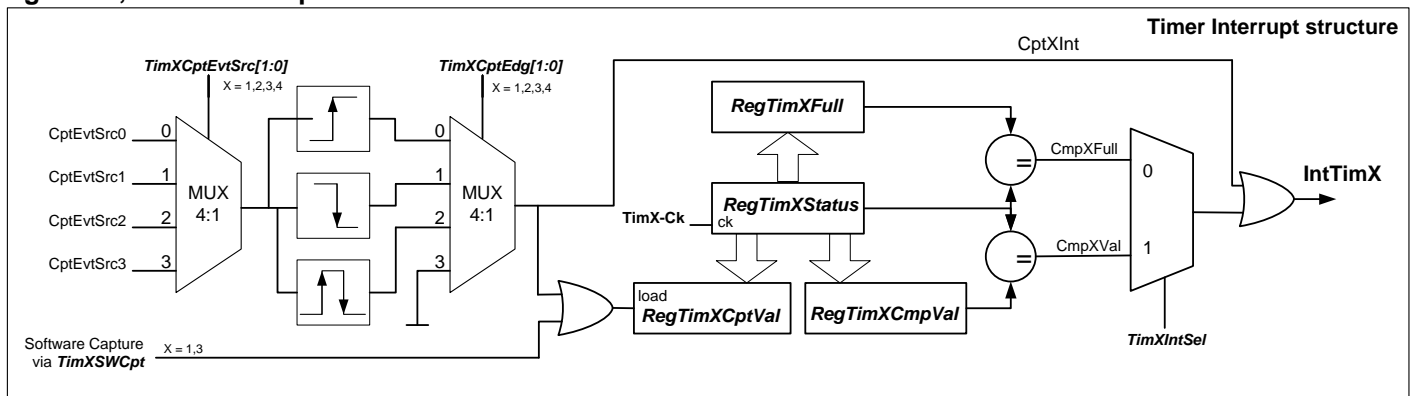 Timer Interrupt structure
CptXInt
TimXCptEvtSrc[1:0]
X = 1,2,3,4
TimXCptEdg[1:0]
X = 1,2,3,4
CptEvtSrc0
0
CptEvtSrc1
1
CptEvtSrc2
2
CptEvtSrc3
3
MUX
4:1
0
1
2
3
MUX
4:1
RegTimXFull
RegTimXStatus
TimX-Ck
ck
load
RegTimXCptVal
RegTimXCmpVal
=
CmpXFull
=
CmpXVal
0
1
TimXIntSel
IntTimX
Software Capture
via TimXSWCpt
X = 1,3